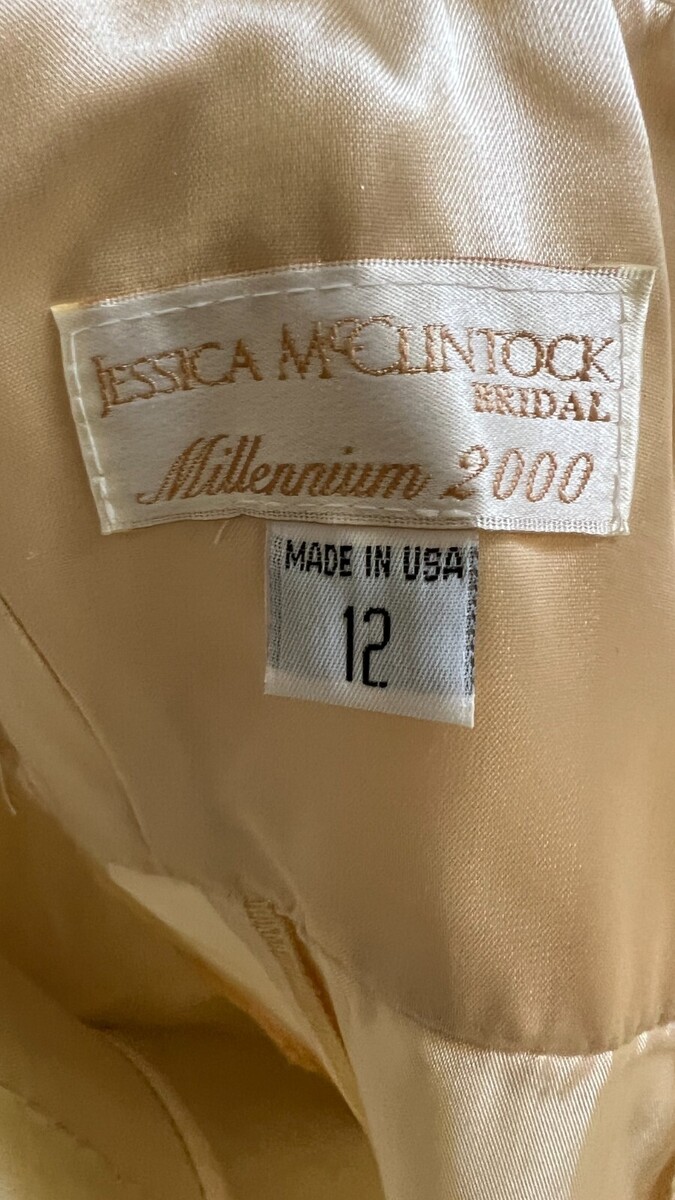 JESSICA McCLINTOCK
BRIDAL
Millennium 2000
MADE IN USA
12